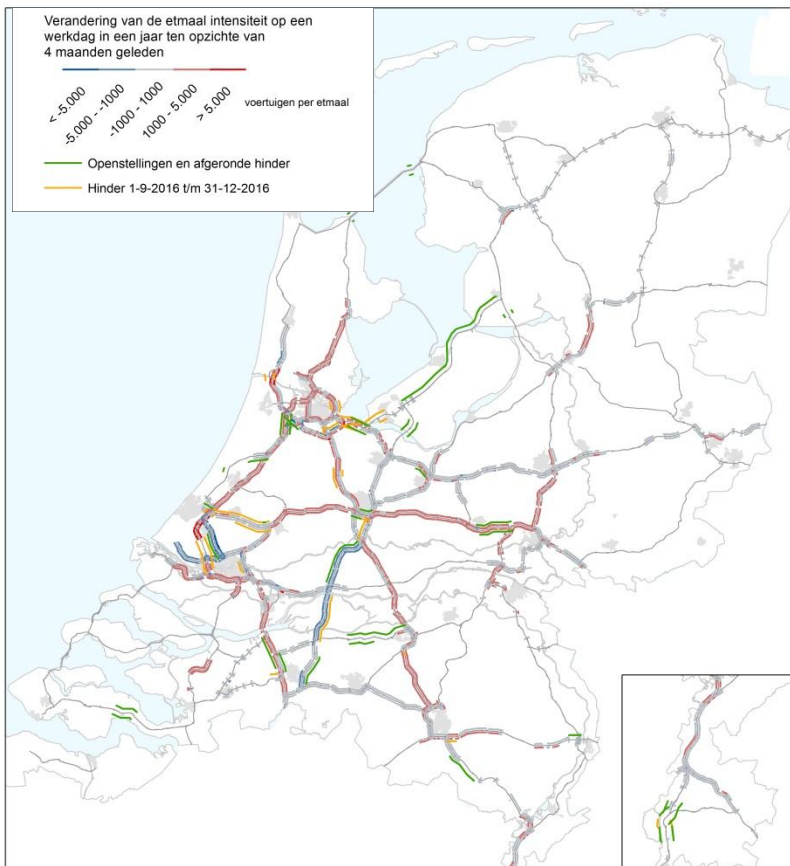 Verandering van de etmaal intensiteit op een
werkdag in een jaar ten opzichte van
4 maanden geleden
< -5.000
-5.000 - -1000
-1000 - 1000
1000 - 5.000
> 5.000
voertuigen per etmaal
Openstellingen en afgeronde hinder
Hinder 1-9-2016 t/m 31-12-2016